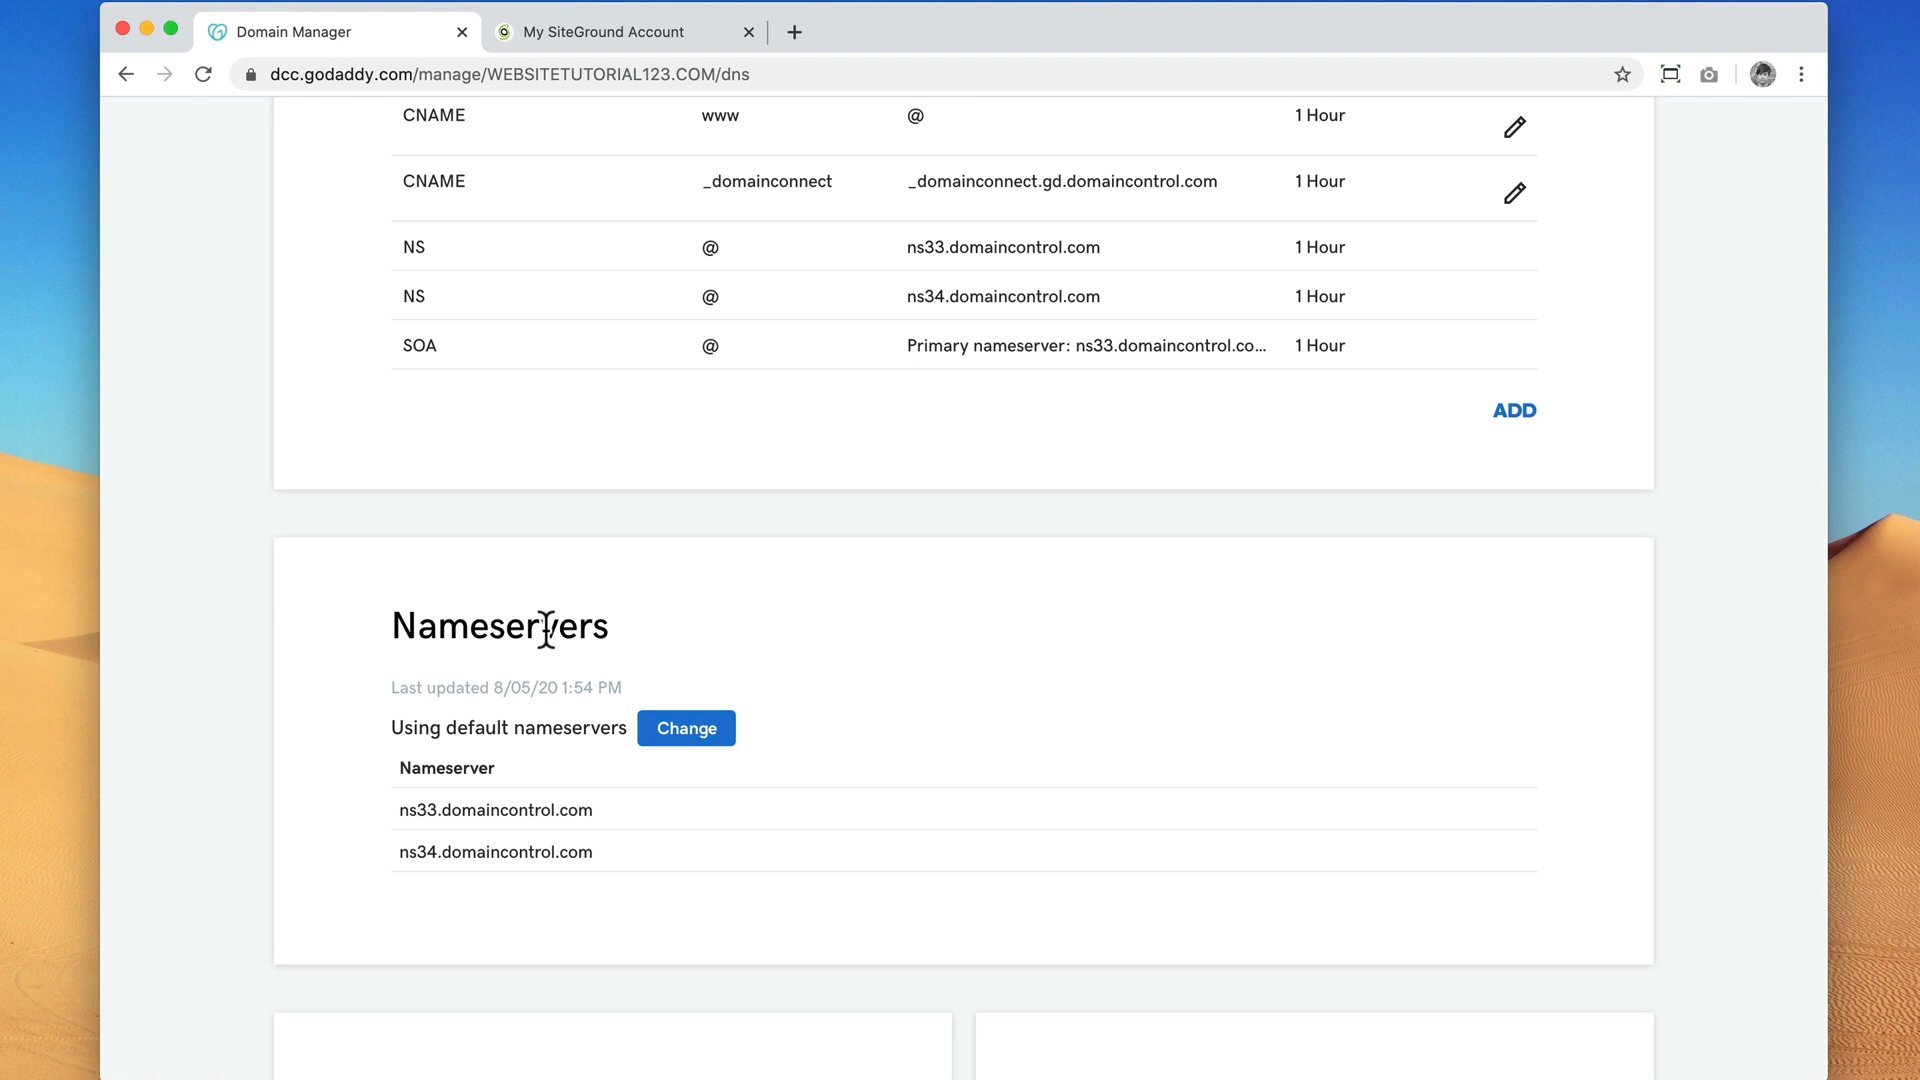 Domain Manager
My SiteGround Account
dcc.godaddy.com/manage/WEBSITETUTORIAL123.COM/dns
CNAME www @ 1 Hour
CNAME _domainconnect _domainconnect.gd.domaincontrol.com 1 Hour
NS @ ns33.domaincontrol.com 1 Hour
NS @ ns34.domaincontrol.com 1 Hour
SOA @ Primary nameserver: ns33.domaincontrol.co... 1 Hour
ADD
Nameservers
Last updated 8/05/20 1:54 PM
Using default nameservers Change
Nameserver
ns33.domaincontrol.com
ns34.domaincontrol.com